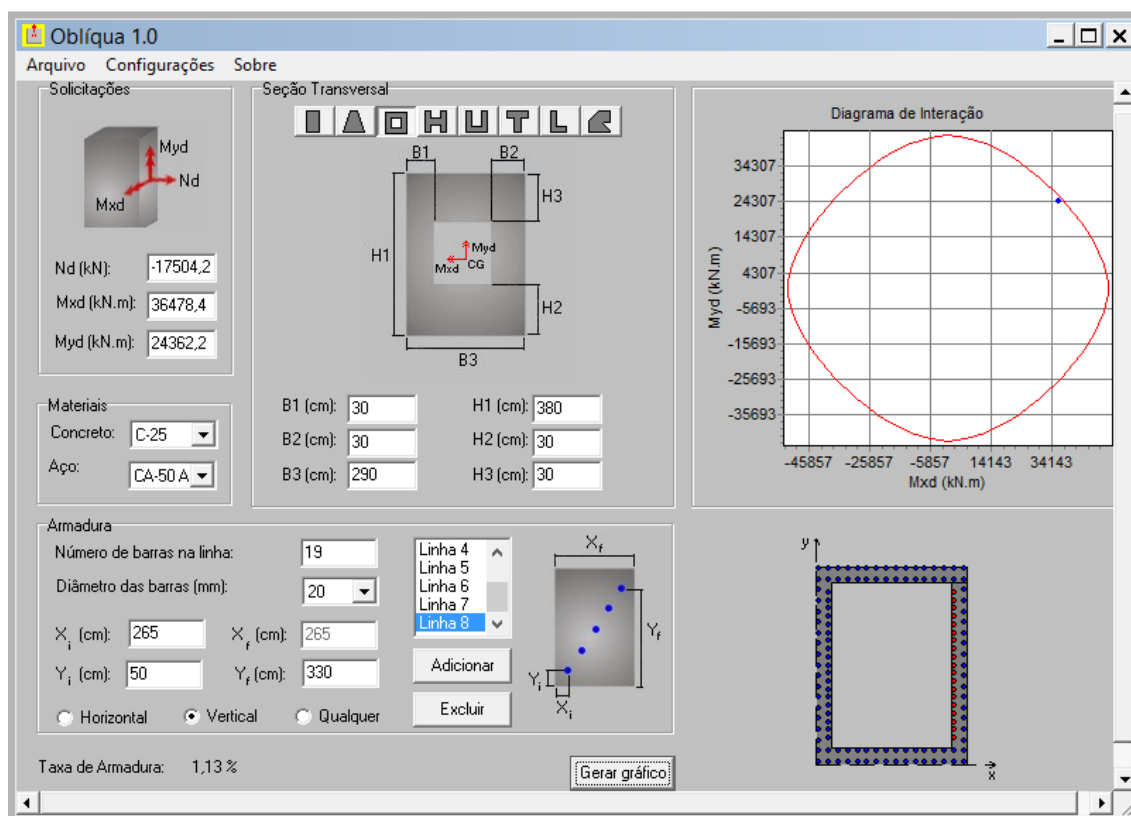 Oblíqua 1.0
Arquivo Configurações Sobre
Solicitações
Myd
Nd
Mxd
Nd (kN): -17504,2
Mxd (kN.m): 36478,4
Myd (kN.m): 24362,2
Materiais
Concreto: C-25
Aço: CA-50 A
Seção Transversal
B1 B2
H3
H1
Myd
Mxd CG
H2
B3
B1 (cm): 30 H1 (cm): 380
B2 (cm): 30 H2 (cm): 30
B3 (cm): 290 H3 (cm): 30
Diagrama de Interação
Myd (kN.m)
34307
24307
14307
4307
-5693
-15693
-25693
-35693
-45857 -25857 -5857 14143 34143
Mxd (kN.m)
Armadura
Número de barras na linha: 19
Diâmetro das barras (mm): 20
Xi (cm): 265 Xf (cm): 265
Yi (cm): 50 Yf (cm): 330
Horizontal Vertical Qualquer
Linha 4
Linha 5
Linha 6
Linha 7
Linha 8
Adicionar
Excluir
Xf
Yf
Yi
Xi
Taxa de Armadura: 1,13 %
Gerar gráfico
y
x